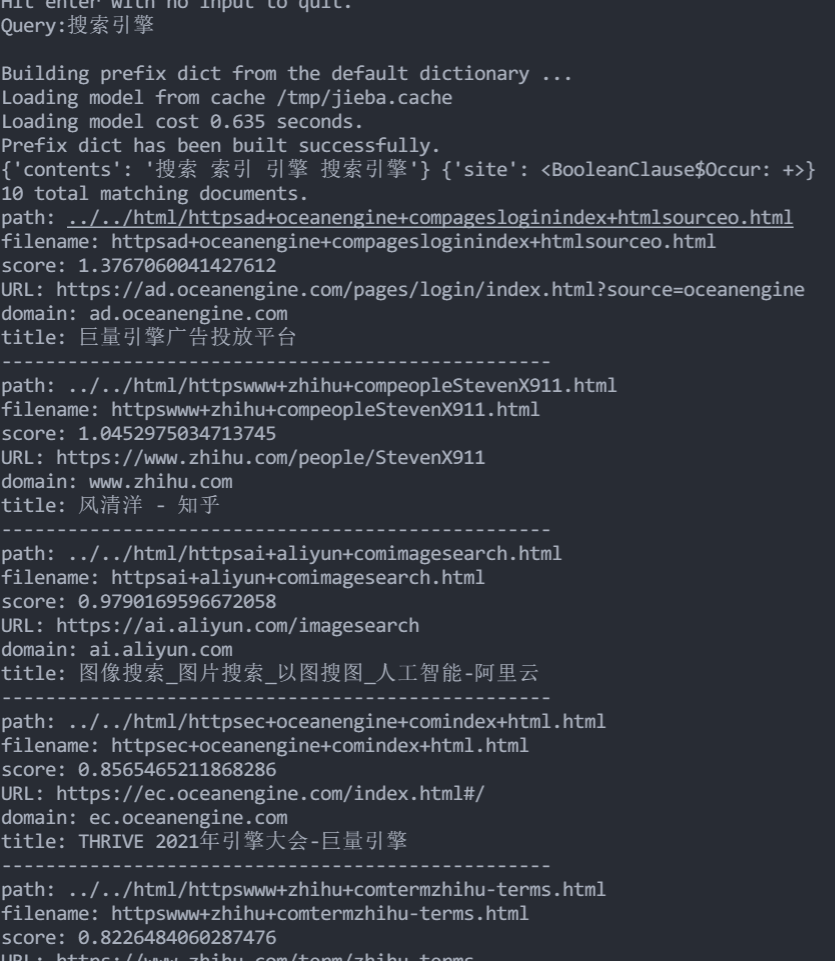 Hit enter with no input to quit.
Query:搜索引擎
Building prefix dict from the default dictionary ...
Loading model from cache /tmp/jieba.cache
Loading model cost 0.635 seconds.
Prefix dict has been built successfully.
{'contents': '搜索 索引 引擎 搜索引擎'} {'site': <BooleanClause$Occur: +>}
10 total matching documents.
path: ../../html/httpsad+oceanengine+compagesloginindex+htmlsourceo.html
filename: httpsad+oceanengine+compagesloginindex+htmlsourceo.html
score: 1.3767060041427612
URL: https://ad.oceanengine.com/pages/login/index.html?source=oceanengine
domain: ad.oceanengine.com
title: 巨量引擎广告投放平台
--------------------------------------------------
path: ../../html/httpswww+zhihu+compeopleStevenX911.html
filename: httpswww+zhihu+compeopleStevenX911.html
score: 1.0452975034713745
URL: https://www.zhihu.com/people/StevenX911
domain: www.zhihu.com
title: 风清洋 - 知乎
--------------------------------------------------
path: ../../html/httpsai+aliyun+comimagesearch.html
filename: httpsai+aliyun+comimagesearch.html
score: 0.9790169596672058
URL: https://ai.aliyun.com/imagesearch
domain: ai.aliyun.com
title: 图像搜索_图片搜索_以图搜图_人工智能-阿里云
--------------------------------------------------
path: ../../html/httpsec+oceanengine+comindex+html.html
filename: httpsec+oceanengine+comindex+html.html
score: 0.8565465211868286
URL: https://ec.oceanengine.com/index.html#/
domain: ec.oceanengine.com
title: THRIVE 2021年引擎大会-巨量引擎
--------------------------------------------------
path: ../../html/httpswww+zhihu+comtermzhihu-terms.html
filename: httpswww+zhihu+comtermzhihu-terms.html
score: 0.8226484060287476
URL: https://www.zhihu.com/term/zhihu-terms